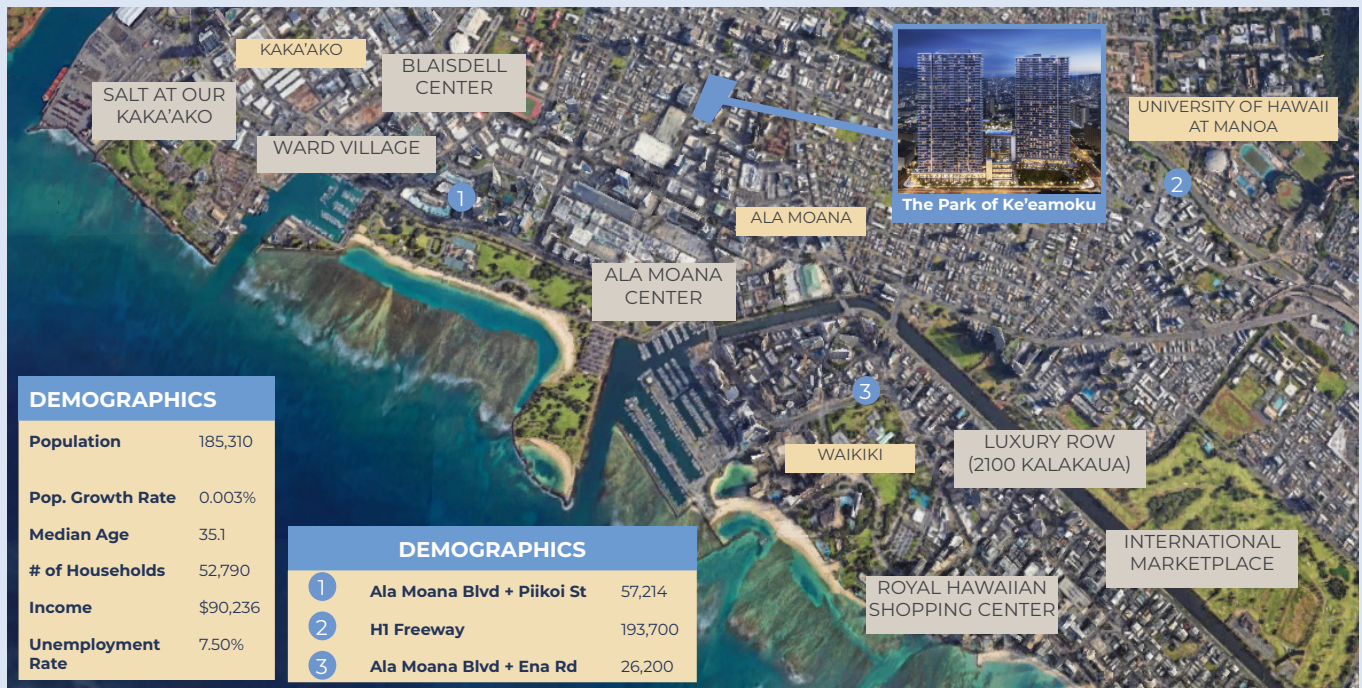 KAKA'AKO
BLAISDELL
CENTER
SALT AT OUR
KAKA'AKO
WARD VILLAGE
1
The Park of Ke'eamoku
UNIVERSITY OF HAWAII
AT MANOA
2
ALA MOANA
ALA MOANA
CENTER
3
WAIKIKI
LUXURY ROW
(2100 KALAKAUA)
INTERNATIONAL
MARKETPLACE
ROYAL HAWAIIAN
SHOPPING CENTER
DEMOGRAPHICS
Population 185,310
Pop. Growth Rate 0.003%
Median Age 35.1
# of Households 52,790
Income $90,236
Unemployment 7.50%
Rate
DEMOGRAPHICS
1 Ala Moana Blvd + Piikoi St 57,214
2 H1 Freeway 193,700
3 Ala Moana Blvd + Ena Rd 26,200